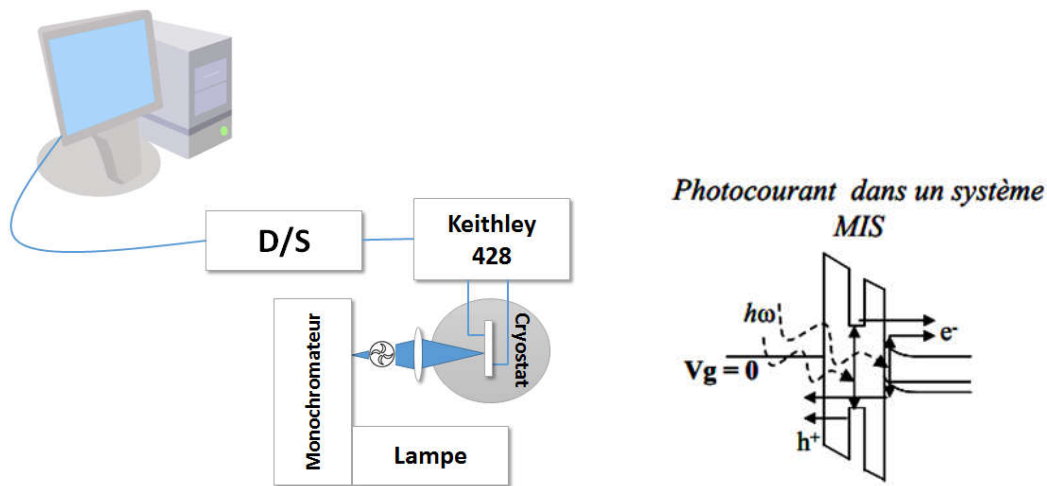 D/S
Keithley
428
Monochromateur
Cryostat
Lampe
Photocourant dans un système
MIS
hω
e-
Vg = 0
h+